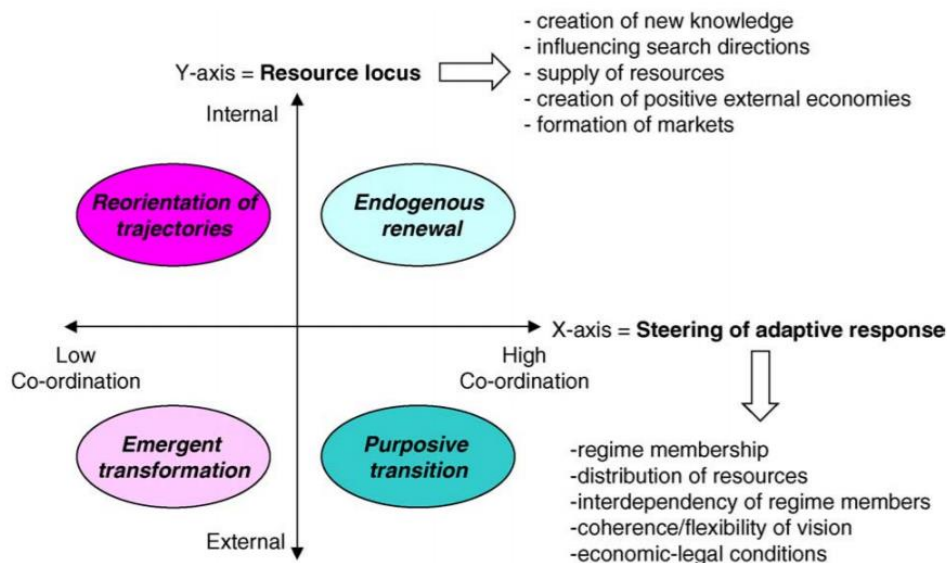 - creation of new knowledge
- influencing search directions
- supply of resources
- creation of positive external economies
- formation of markets
Y-axis = Resource locus
Internal
Reorientation of
trajectories
Endogenous
renewal
X-axis = Steering of adaptive response
Low
Co-ordination
High
Co-ordination
Emergent
transformation
Purposive
transition
-regime membership
-distribution of resources
-interdependency of regime members
-coherence/flexibility of vision
-economic-legal conditions
External